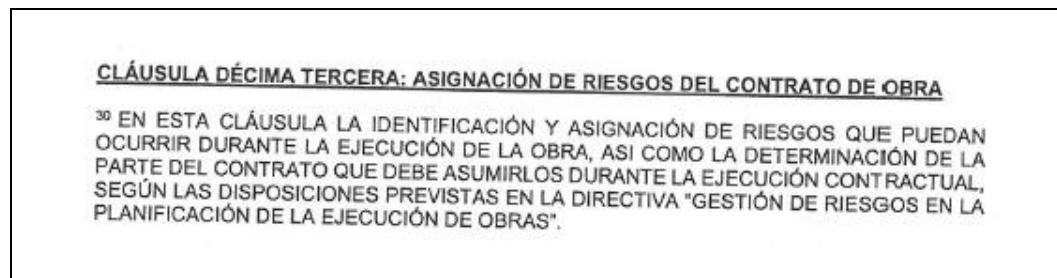 CLÁUSULA DÉCIMA TERCERA: ASIGNACIÓN DE RIESGOS DEL CONTRATO DE OBRA
30 EN ESTA CLÁUSULA LA IDENTIFICACIÓN Y ASIGNACIÓN DE RIESGOS QUE PUEDAN
OCURRIR DURANTE LA EJECUCIÓN DE LA OBRA, ASI COMO LA DETERMINACIÓN DE LA
PARTE DEL CONTRATO QUE DEBE ASUMIRLOS DURANTE LA EJECUCIÓN CONTRACTUAL,
SEGÚN LAS DISPOSICIONES PREVISTAS EN LA DIRECTIVA "GESTIÓN DE RIESGOS EN LA
PLANIFICACIÓN DE LA EJECUCIÓN DE OBRAS".